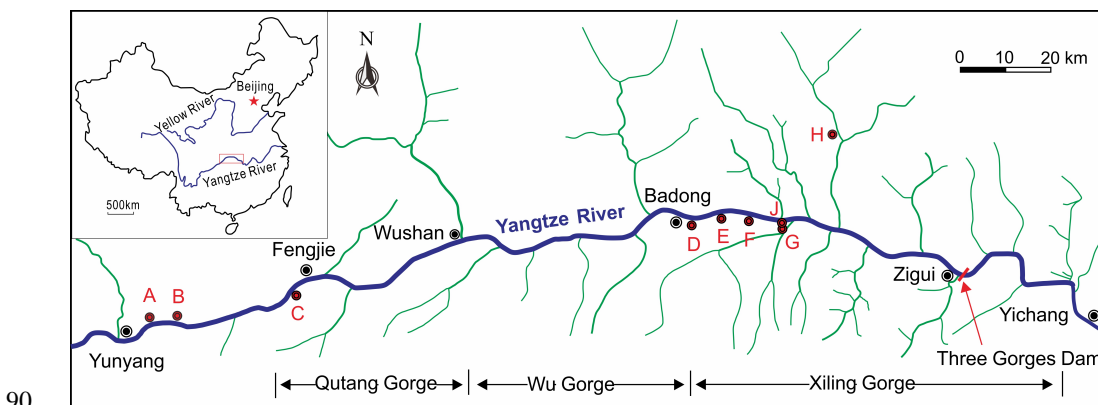 N
0 10 20 km
Beijing
Yellow River
Yangtze River
500km
H
Badong
J
Yangtze River
Wushan
D
E
F
G
Fengjie
Zigui
A
B
C
Yichang
Yunyang
Three Gorges Dam
Qutang Gorge
Wu Gorge
Xiling Gorge
90